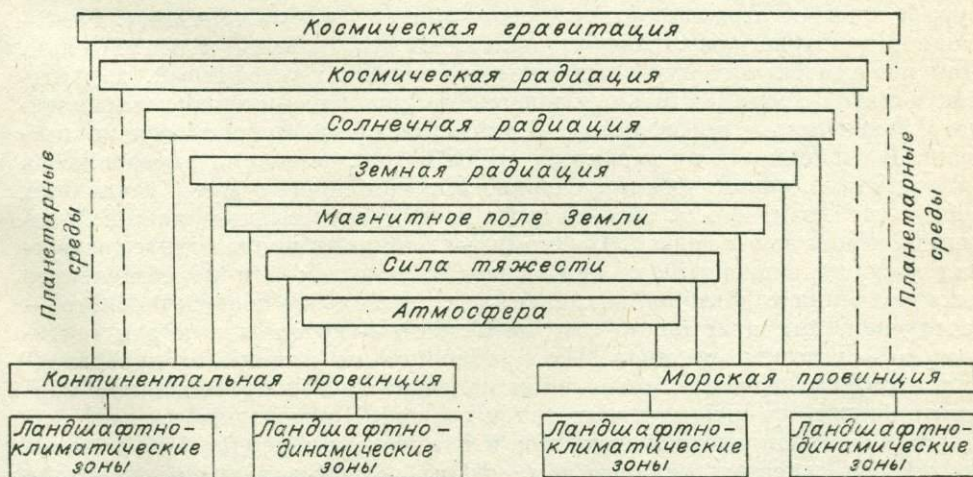 Космическая гравитация
Космическая радиация
Солнечная радиация
Земная радиация
Магнитное поле Земли
Сила тяжести
Атмосфера
Планетарные
среды
Планетарные
среды
Континентальная провинция
Морская провинция
Ландшафтно-
климатические
зоны
Ландшафтно-
динамические
зоны
Ландшафтно-
климатические
зоны
Ландшафтно-
динамические
зоны